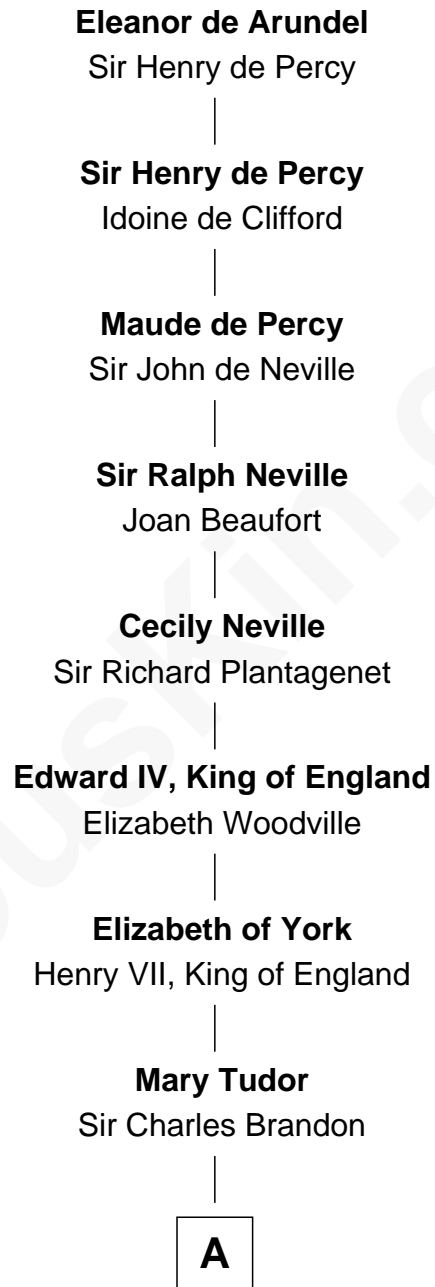 Eleanor de Arundel
Sir Henry de Percy
Sir Henry de Percy
Idoine de Clifford
Maude de Percy
Sir John de Neville
Sir Ralph Neville
Joan Beaufort
Cecily Neville
Sir Richard Plantagenet
Edward IV, King of England
Elizabeth Woodville
Elizabeth of York
Henry VII, King of England
Mary Tudor
Sir Charles Brandon
A